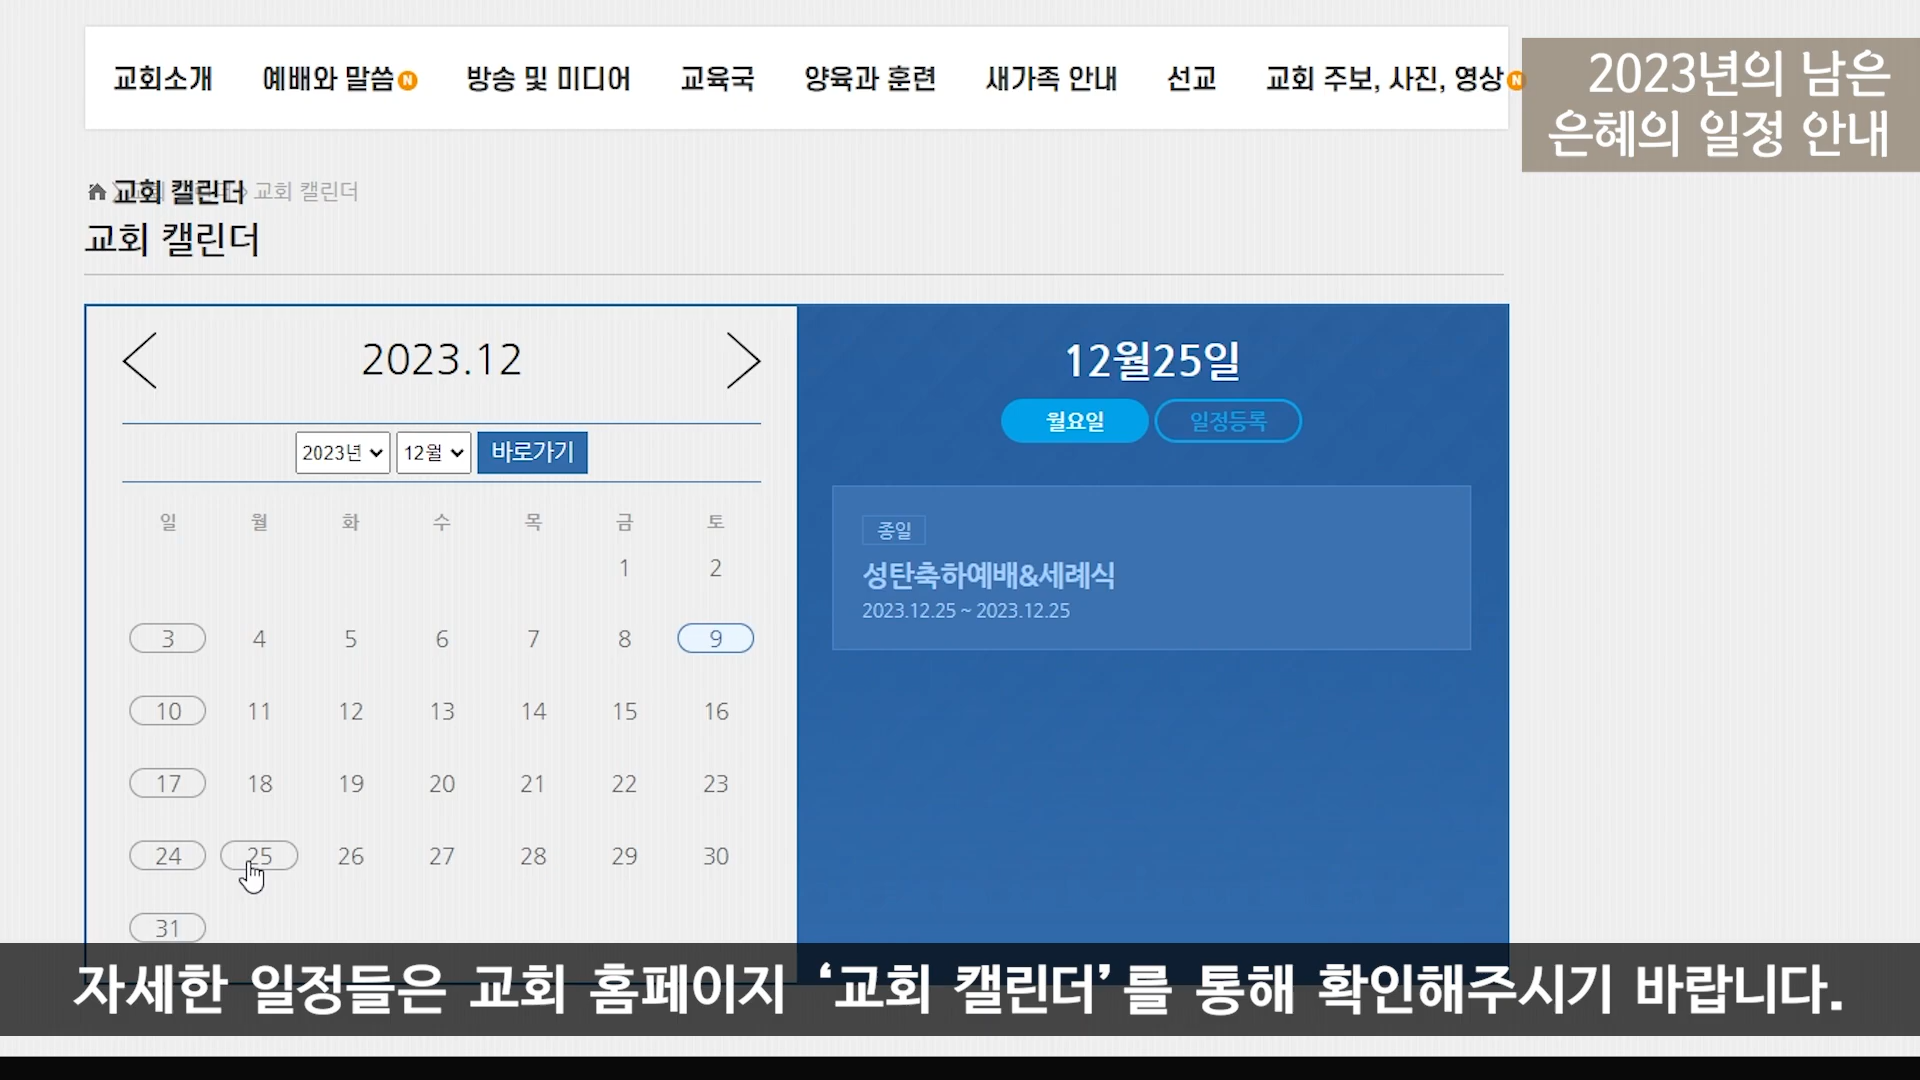 교회소개 예배와 말씀 N 방송 및 미디어 교육국 양육과 훈련 새가족 안내 선교 교회 주보, 사진, 영상 N
2023년의 남은
은혜의 일정 안내
교회 캘린더 > 교회 캘린더
교회 캘린더
2023.12
2023년 12월 바로가기
일 월 화 수 목 금 토
1 2
3 4 5 6 7 8 9
10 11 12 13 14 15 16
17 18 19 20 21 22 23
24 25 26 27 28 29 30
31
12월25일
월요일 일정등록
종일
성탄축하예배&세례식
2023.12.25 ~ 2023.12.25
자세한 일정들은 교회 홈페이지 ‘교회 캘린더’를 통해 확인해주시기 바랍니다.